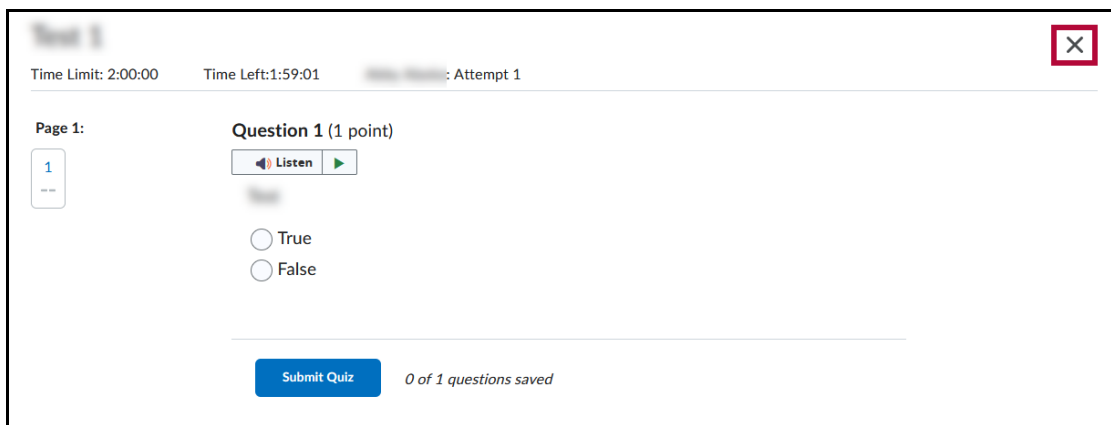 Time Limit: 2:00:00 Time Left:1:59:01 : Attempt 1
Page 1:
1
--
Question 1 (1 point)
Listen
True
False
Submit Quiz 0 of 1 questions saved